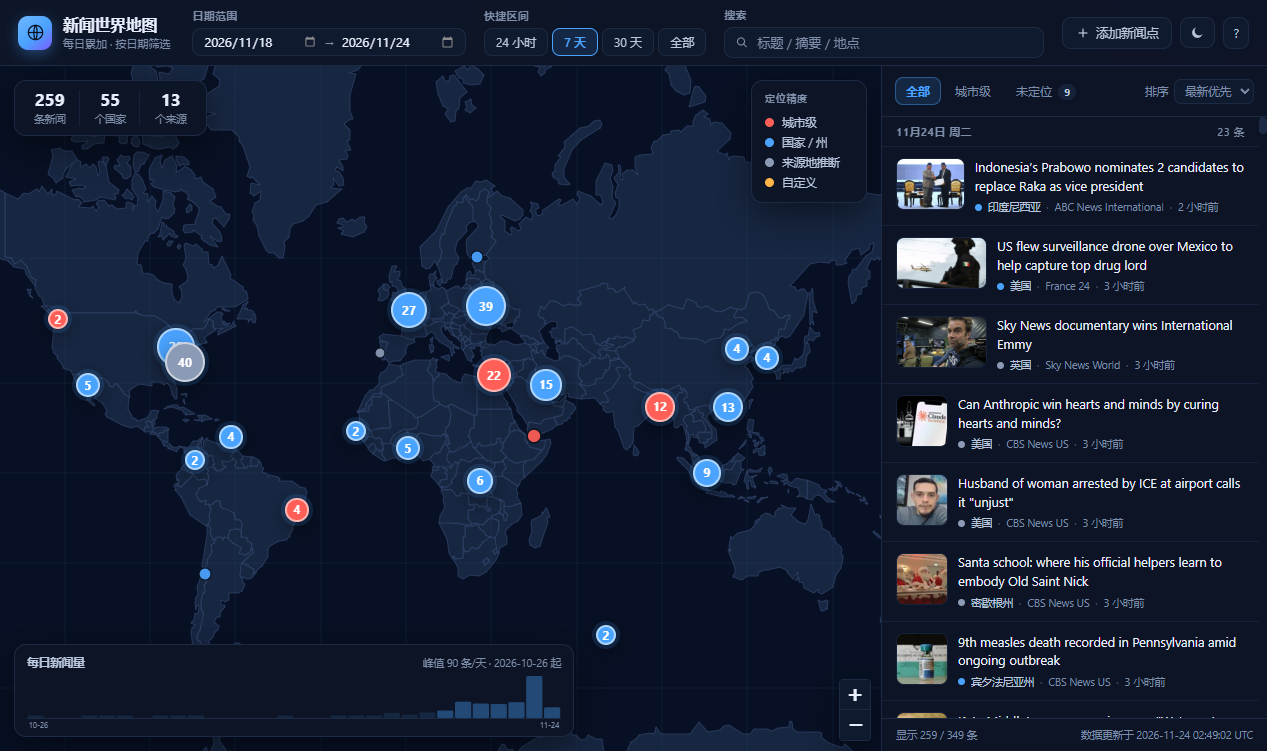 新闻世界地图
每日累加 · 按日期筛选
日期范围
2026/11/18 → 2026/11/24
快捷区间
24 小时 7 天 30 天 全部
搜索
标题 / 摘要 / 地点
+ 添加新闻点
?
259 55 13
条新闻 个国家 个来源
定位精度
城市级
国家 / 州
来源地推断
自定义
2
27
39
40
5
22
15
4
4
12
13
4
2
2
5
6
9
4
2
每日新闻量 峰值 90 条/天 · 2026-10-26 起
10-26 11-24
+
−
全部 城市级 未定位 9 排序 最新优先
11月24日 周二 23 条
Indonesia's Prabowo nominates 2 candidates to
replace Raka as vice president
印度尼西亚 · ABC News International · 2 小时前
US flew surveillance drone over Mexico to
help capture top drug lord
美国 · France 24 · 3 小时前
Sky News documentary wins International
Emmy
英国 · Sky News World · 3 小时前
Can Anthropic win hearts and minds by curing
hearts and minds?
美国 · CBS News US · 3 小时前
Husband of woman arrested by ICE at airport calls
it "unjust"
美国 · CBS News US · 3 小时前
Santa school: where his official helpers learn to
embody Old Saint Nick
密歇根州 · CBS News US · 3 小时前
9th measles death recorded in Pennsylvania amid
ongoing outbreak
宾夕法尼亚州 · CBS News US · 3 小时前
显示 259 / 349 条 数据更新于 2026-11-24 02:49:02 UTC